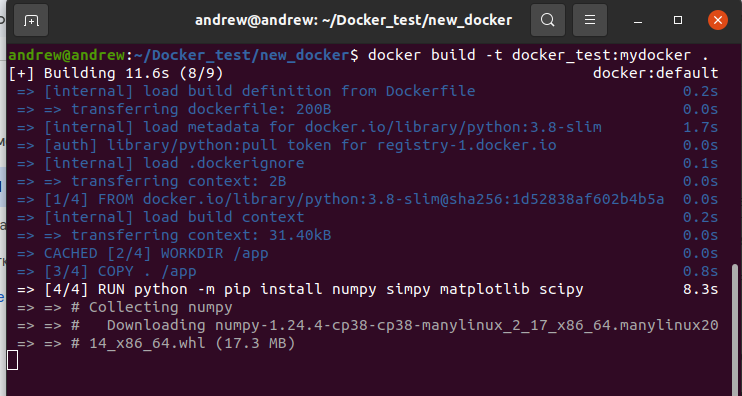 andrew@andrew: ~/Docker_test/new_docker
andrew@andrew:~/Docker_test/new_docker$ docker build -t docker_test:mydocker .
[+] Building 11.6s (8/9) docker:default
=> [internal] load build definition from Dockerfile 0.2s
=> => transferring dockerfile: 200B 0.0s
=> [internal] load metadata for docker.io/library/python:3.8-slim 1.7s
=> [auth] library/python:pull token for registry-1.docker.io 0.0s
=> [internal] load .dockerignore 0.1s
=> => transferring context: 2B 0.0s
=> [1/4] FROM docker.io/library/python:3.8-slim@sha256:1d52838af602b4b5a 0.0s
=> [internal] load build context 0.2s
=> => transferring context: 31.40kB 0.0s
=> CACHED [2/4] WORKDIR /app 0.0s
=> [3/4] COPY . /app 0.8s
=> [4/4] RUN python -m pip install numpy simpy matplotlib scipy 8.3s
=> => # Collecting numpy
=> => #   Downloading numpy-1.24.4-cp38-cp38-manylinux_2_17_x86_64.manylinux20
=> => # 14_x86_64.whl (17.3 MB)